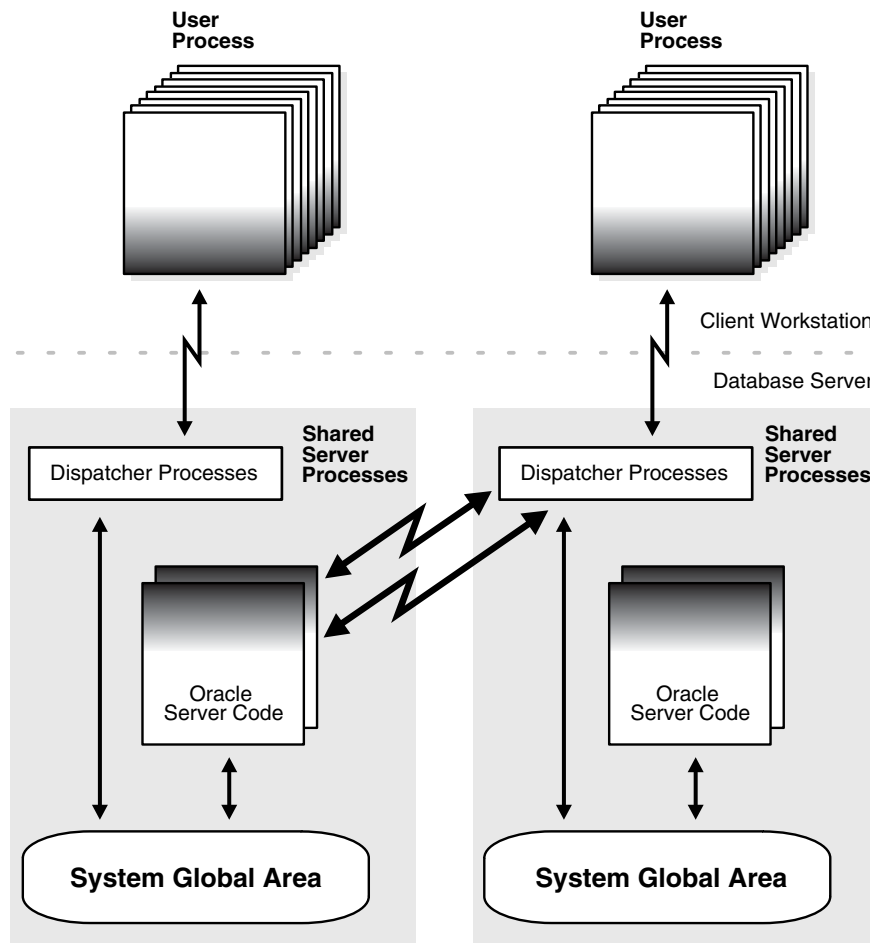 User
Process
User
Process
Client Workstation
Database Server
Shared
Server
Processes
Dispatcher Processes
Shared
Server
Processes
Dispatcher Processes
Oracle
Server Code
Oracle
Server Code
System Global Area
System Global Area